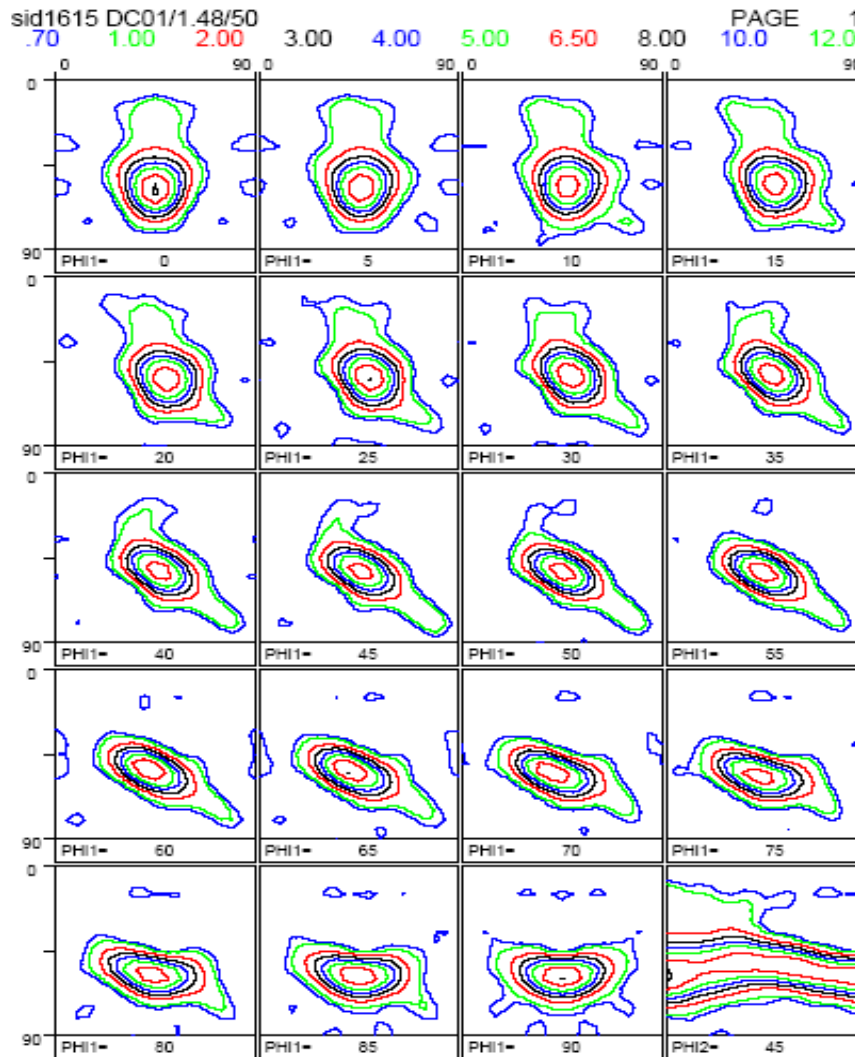 sid1615 DC01/1.48/50 PAGE 1
.70 1.00 2.00 3.00 4.00 5.00 6.50 8.00 10.0 12.0
0 0 90 0 90 0 90 0 90
90 PHI1= 0 PHI1= 5 PHI1= 10 PHI1= 15
0
90 PHI1= 20 PHI1= 25 PHI1= 30 PHI1= 35
0
90 PHI1= 40 PHI1= 45 PHI1= 50 PHI1= 55
0
90 PHI1= 60 PHI1= 65 PHI1= 70 PHI1= 75
0
90 PHI1= 80 PHI1= 85 PHI1= 90 PHI2= 45